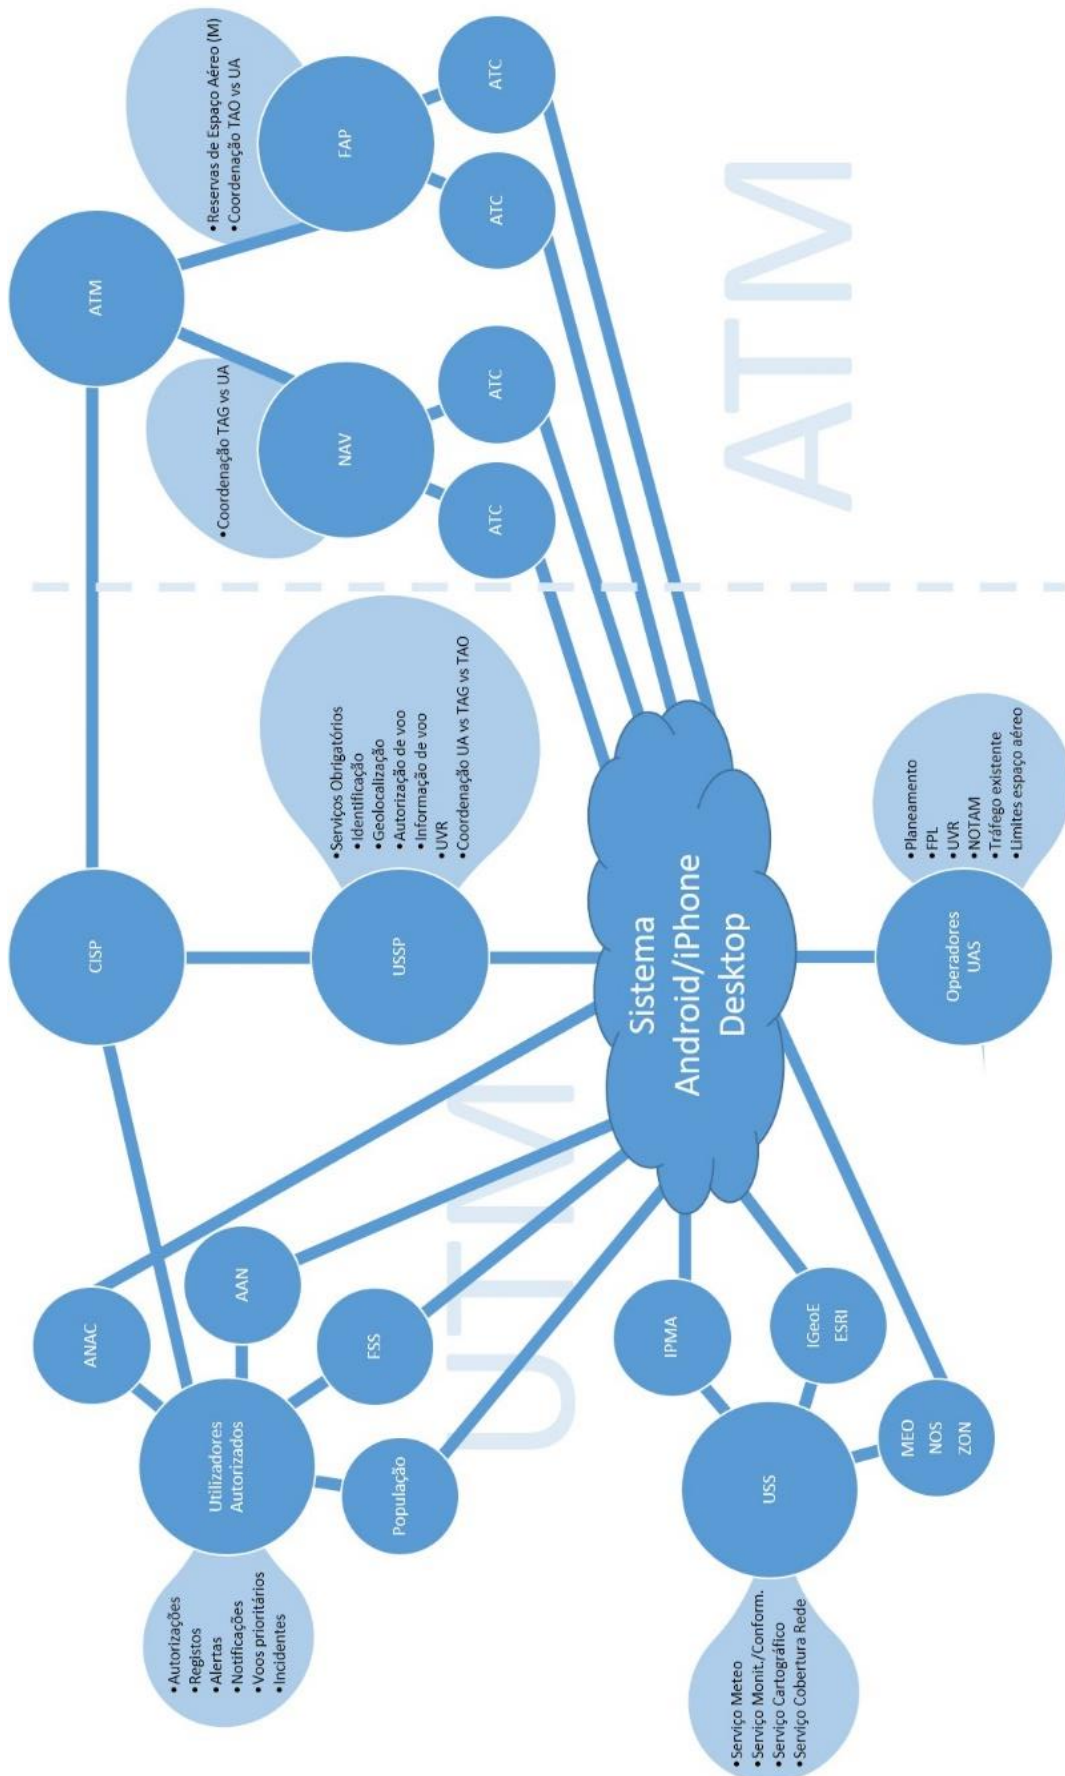 CISP
ATM
ANAC
Utilizadores
Autorizados
AAN
FSS
População
• Autorizações
• Registos
• Alertas
• Notificações
• Voos prioritários
• Incidentes
USSP
• Serviços Obrigatórios
• Identificação
• Geolocalização
• Autorização de voo
• Informação de voo
• UVR
• Coordenação UA vs TAG vs TAO
• Coordenação TAG vs UA
NAV
ATC
ATC
• Reservas de Espaço Aéreo (M)
• Coordenação TAO vs UA
FAP
ATC
ATC
UTM
ATM
Sistema
Android/iPhone
Desktop
IPMA
IGeoE
ESRI
MEO
NOS
ZON
USS
• Serviço Meteo
• Serviço Monit./Conform.
• Serviço Cartográfico
• Serviço Cobertura Rede
Operadores
UAS
• Planeamento
• FPL
• UVR
• NOTAM
• Tráfego existente
• Limites espaço aéreo